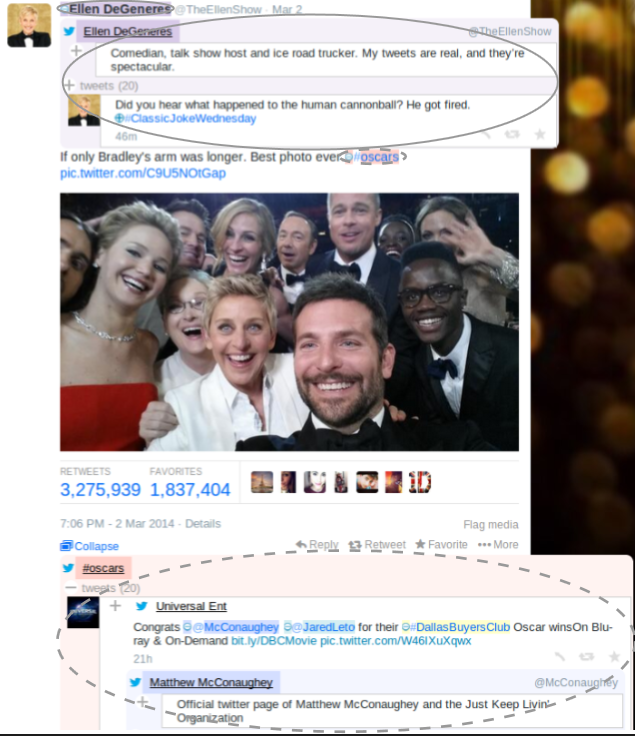 Ellen DeGeneres @TheEllenShow · Mar 2
Ellen DeGeneres @TheEllenShow
Comedian, talk show host and ice road trucker. My tweets are real, and they're
spectacular.
tweets (20)
Did you hear what happened to the human cannonball? He got fired.
#ClassicJokeWednesday
46m
If only Bradley's arm was longer. Best photo ever. #oscars
pic.twitter.com/C9U5NOtGap
RETWEETS FAVORITES
3,275,939 1,837,404
7:06 PM - 2 Mar 2014 · Details Flag media
Collapse Reply Retweet Favorite More
#oscars
tweets (20)
Universal Ent
Congrats @McConaughey @JaredLeto for their #DallasBuyersClub Oscar winsOn Blu-
ray & On-Demand bit.ly/DBCMovie pic.twitter.com/W46IXuXqwx
21h
Matthew McConaughey @McConaughey
Official twitter page of Matthew McConaughey and the Just Keep Livin'
Organization